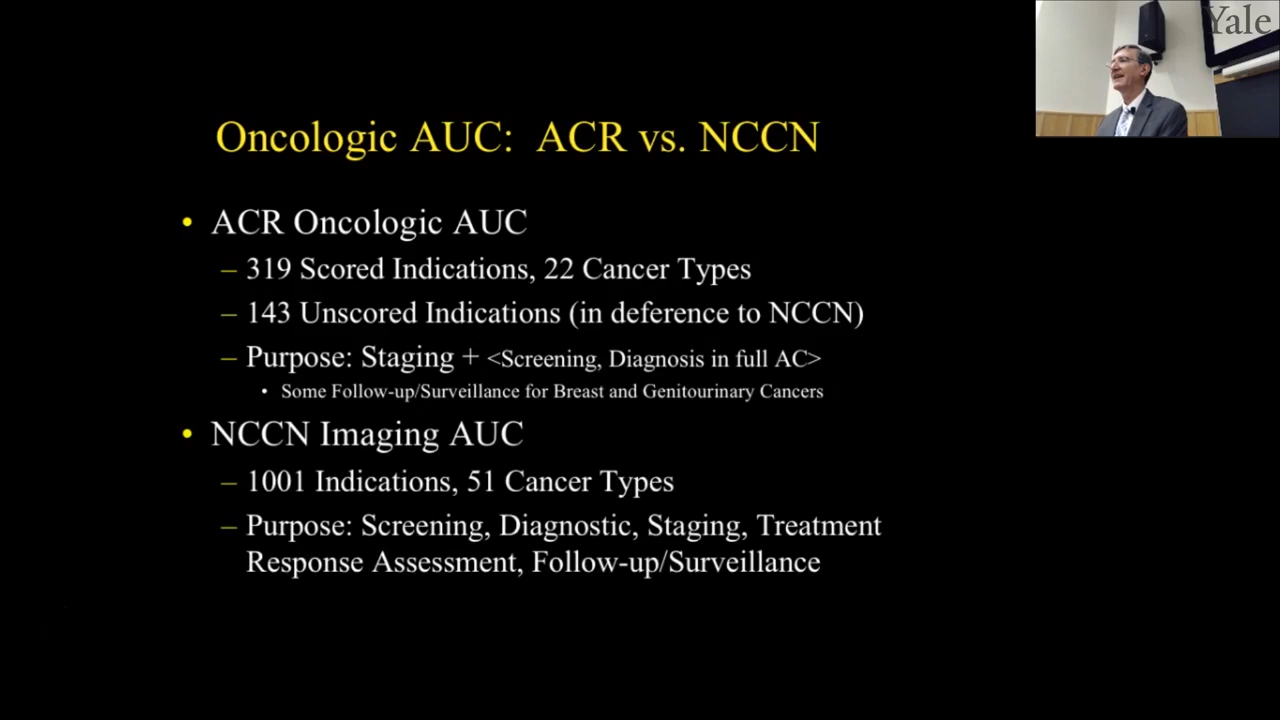 Yale
Oncologic AUC: ACR vs. NCCN
• ACR Oncologic AUC
– 319 Scored Indications, 22 Cancer Types
– 143 Unscored Indications (in deference to NCCN)
– Purpose: Staging + <Screening, Diagnosis in full AC>
• Some Follow-up/Surveillance for Breast and Genitourinary Cancers
• NCCN Imaging AUC
– 1001 Indications, 51 Cancer Types
– Purpose: Screening, Diagnostic, Staging, Treatment
Response Assessment, Follow-up/Surveillance